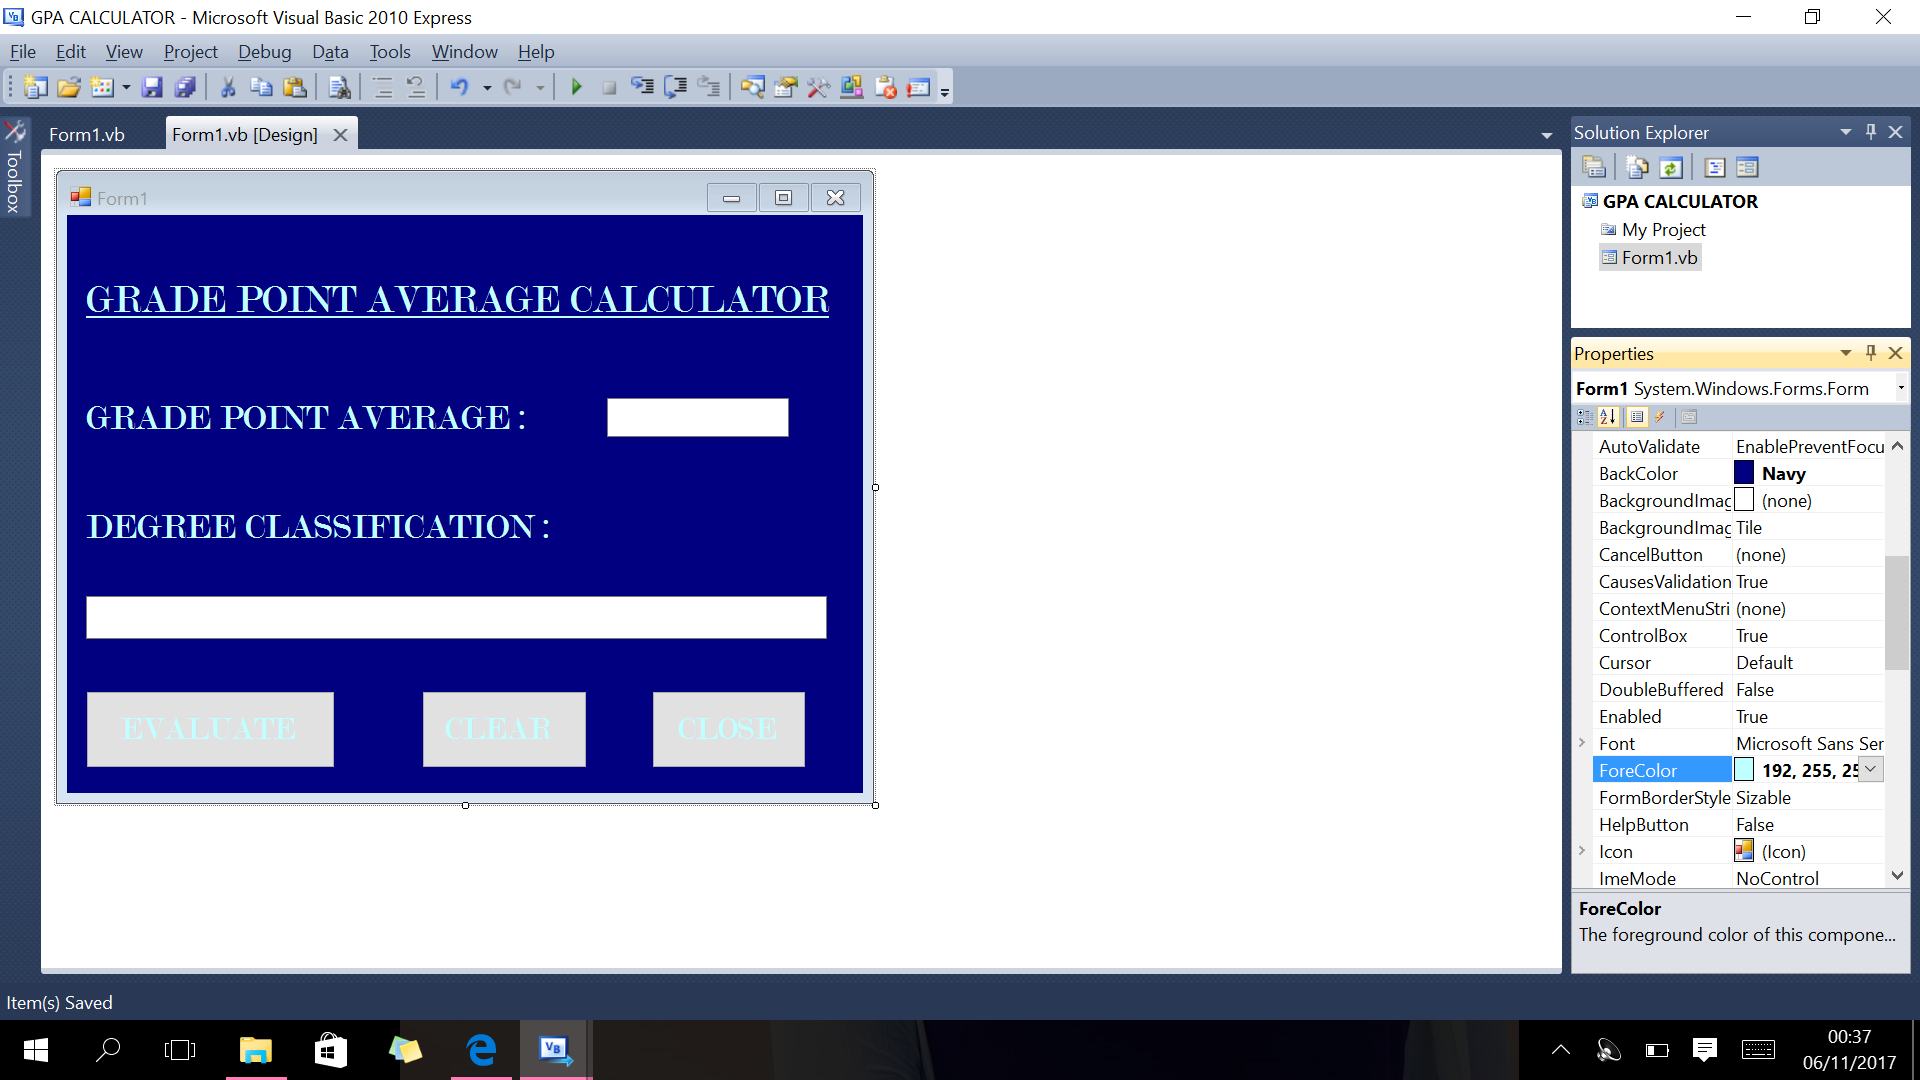 GPA CALCULATOR - Microsoft Visual Basic 2010 Express
File Edit View Project Debug Data Tools Window Help
Toolbox
Form1.vb
Form1.vb [Design]
Form1
GRADE POINT AVERAGE CALCULATOR
GRADE POINT AVERAGE :
DEGREE CLASSIFICATION :
EVALUATE CLEAR CLOSE
Solution Explorer
GPA CALCULATOR
My Project
Form1.vb
Properties
Form1 System.Windows.Forms.Form
AutoValidate EnablePreventFocu
BackColor Navy
BackgroundImag (none)
BackgroundImag Tile
CancelButton (none)
CausesValidation True
ContextMenuStri (none)
ControlBox True
Cursor Default
DoubleBuffered False
Enabled True
Font Microsoft Sans Ser
ForeColor 192, 255, 25
FormBorderStyle Sizable
HelpButton False
Icon (Icon)
ImeMode NoControl
ForeColor
The foreground color of this compone...
Item(s) Saved
VB
00:37
06/11/2017